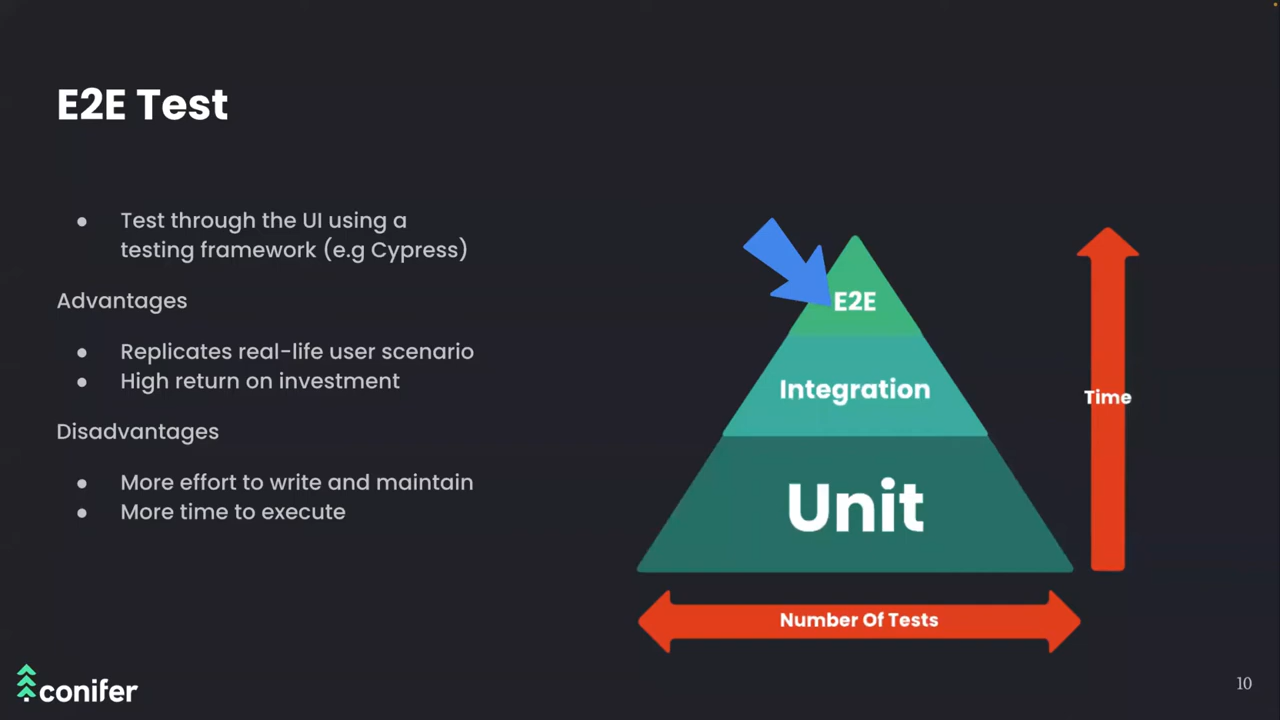 E2E Test
● Test through the UI using a
testing framework (e.g Cypress)
Advantages
● Replicates real-life user scenario
● High return on investment
Disadvantages
● More effort to write and maintain
● More time to execute
E2E
Integration
Unit
Time
Number Of Tests
conifer
10